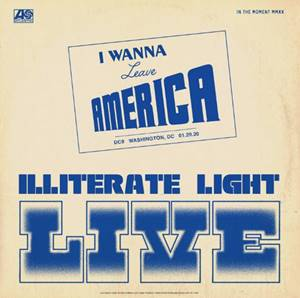 IN THE MOMENT MMXX
I WANNA
Leave
AMERICA
DC9 WASHINGTON, DC 01.29.20
ILLITERATE LIGHT
LIVE